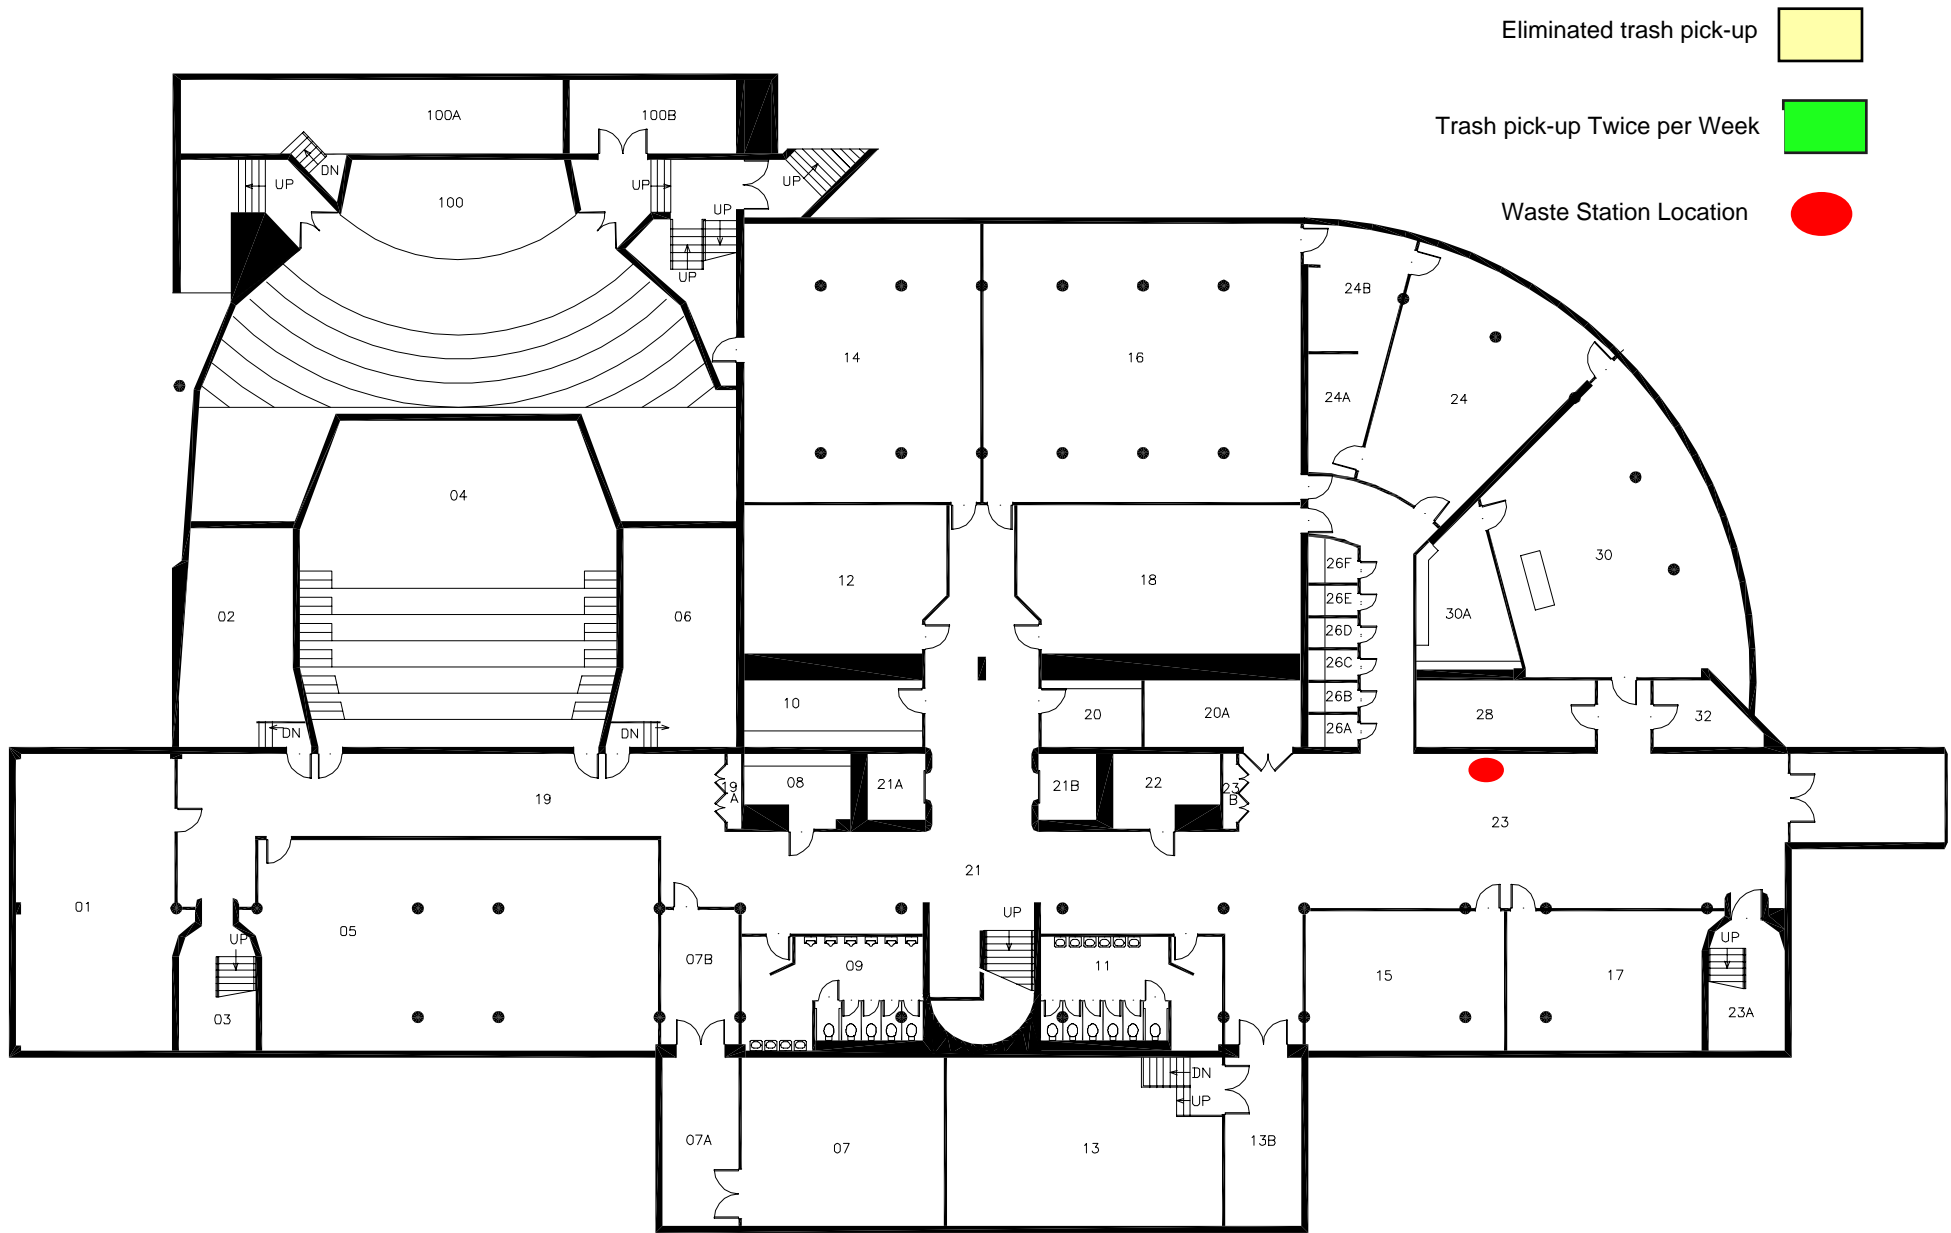 Eliminated trash pick-up
100A
100B
Trash pick-up Twice per Week
DN
UP
UP
UP
100
UP
Waste Station Location
UP
24B
14
16
24A
24
04
30
12
18
26F
26E
02
06
30A
26D
26C
10
26B
20
20A
28
32
26A
DN
DN
08
21A
21B
22
19
A
23
B
19
23
21
01
UP
05
UP
UP
07B
09
11
15
17
03
23A
DN
UP
07A
07
13
13B